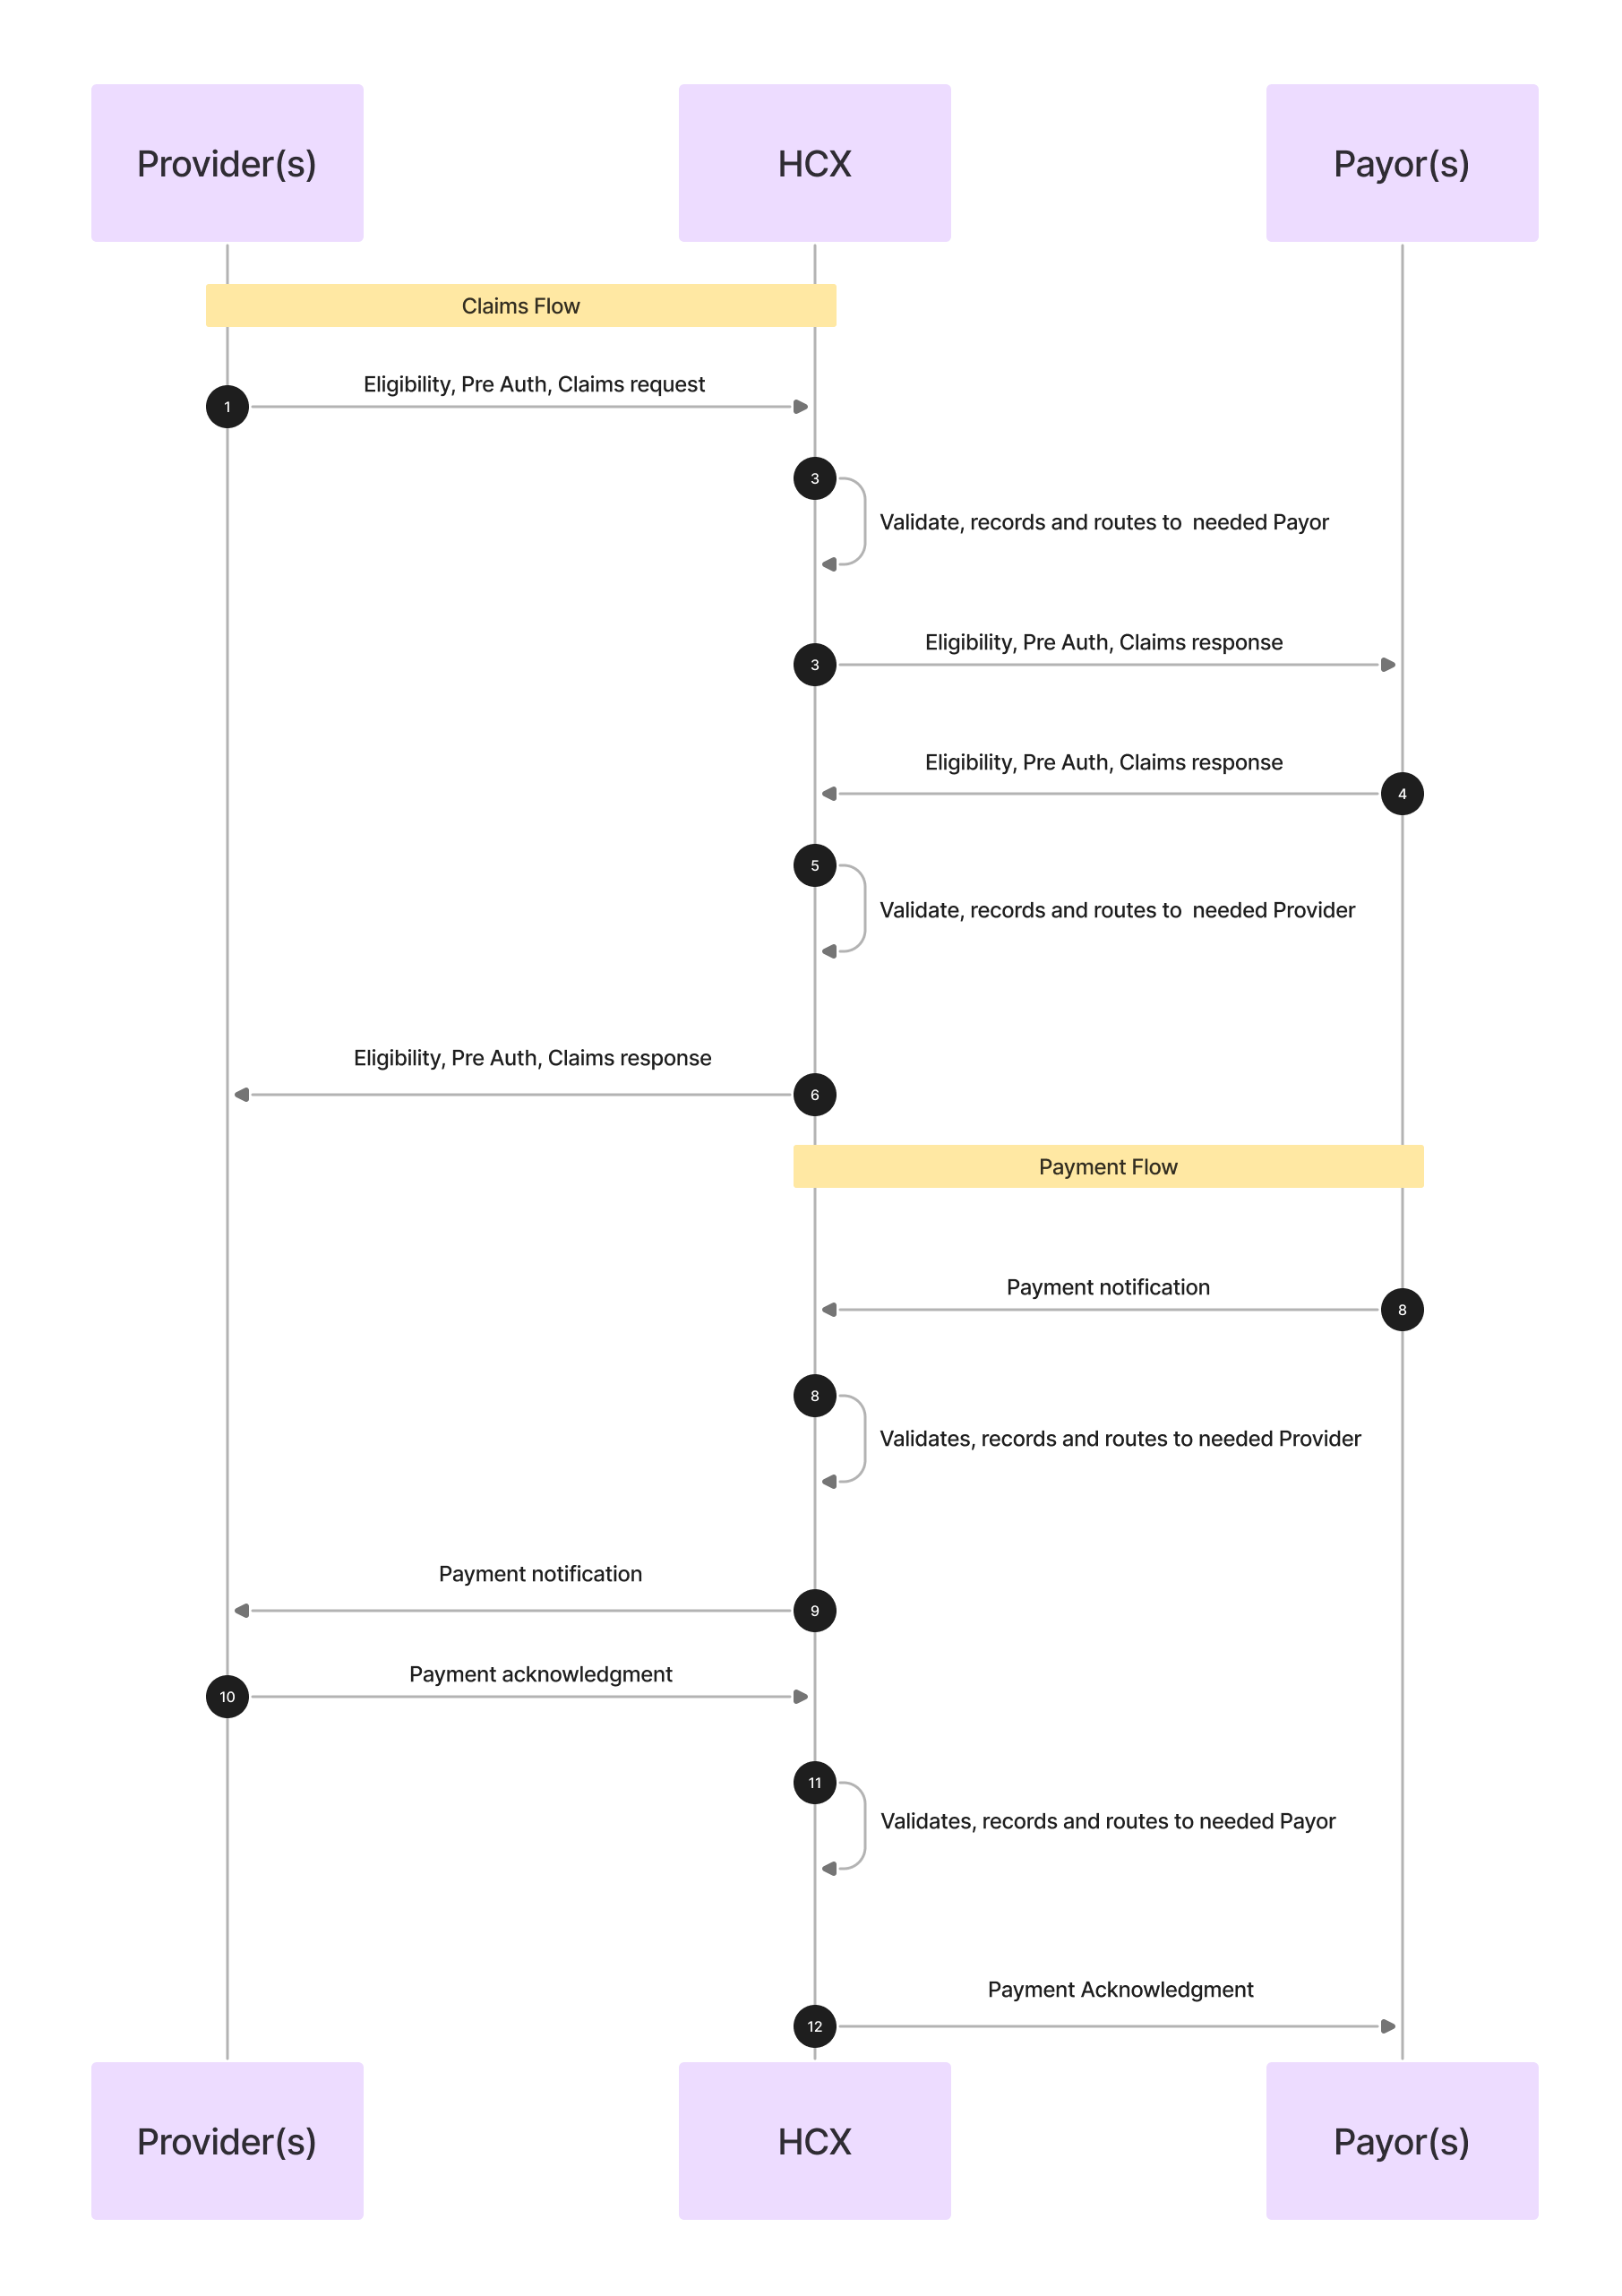 Provider(s)
HCX
Payor(s)
Claims Flow
Eligibility, Pre Auth, Claims request
1
3
Validate, records and routes to  needed Payor
Eligibility, Pre Auth, Claims response
3
Eligibility, Pre Auth, Claims response
4
5
Validate, records and routes to  needed Provider
Eligibility, Pre Auth, Claims response
6
Payment Flow
Payment notification
8
8
Validates, records and routes to needed Provider
Payment notification
9
Payment acknowledgment
10
11
Validates, records and routes to needed Payor
Payment Acknowledgment
12
Provider(s)
HCX
Payor(s)